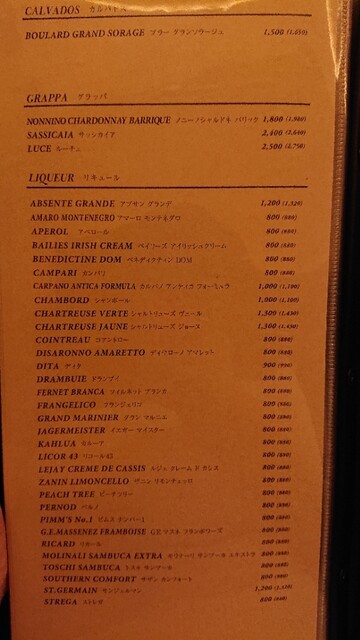 CALVADOS カルバドス
BOULARD GRAND SORAGE ブラー グランソラージュ 1,500 (1,650)
GRAPPA グラッパ
NONNINO CHARDONNAY BARRIQUE ノニーノシャルドネ バリック 1,800 (1,980)
SASSICAIA サッシカイア 2,400 (2,640)
LUCE ルーチェ 2,500 (2,750)
LIQUEUR リキュール
ABSENTE GRANDE アブサン グランデ 1,200 (1,320)
AMARO MONTENEGRO アマーロ モンテネグロ 800 (880)
APEROL アペロール 800 (880)
BAILIES IRISH CREAM ベイリーズ アイリッシュクリーム 800 (880)
BENEDICTINE DOM ベネディクティン DOM 800 (880)
CAMPARI カンパリ 800 (880)
CARPANO ANTICA FORMULA カルパノ アンティカ フォーミュラ 1,000 (1,100)
CHAMBORD シャンボール 1,000 (1,100)
CHARTREUSE VERTE シャルトリューズ ヴェール 1,300 (1,430)
CHARTREUSE JAUNE シャルトリューズ ジョーヌ 1,300 (1,430)
COINTREAU コアントロー 800 (880)
DISARONNO AMARETTO ディサローノ アマレット 800 (880)
DITA ディタ 900 (990)
DRAMBUIE ドランブイ 800 (880)
FERNET BRANCA フェルネット ブランカ 800 (880)
FRANGELICO フランジェリコ 800 (880)
GRAND MARINIER グラン マルニエ 800 (880)
JAGERMEISTER イエガー マイスター 800 (880)
KAHLUA カルーア 800 (880)
LICOR 43 リコール43 800 (880)
LEJAY CREME DE CASSIS ルジェ クレーム ド カシス 800 (880)
ZANIN LIMONCELLO ザニン リモンチェッロ 800 (880)
PEACH TREE ピーチツリー 800 (880)
PERNOD ペルノ 800 (880)
PIMM'S No.1 ピムス ナンバー1 800 (880)
G.E.MASSENEZ FRAMBOISE G.E.マスネ フランボワーズ 800 (880)
RICARD リカール 800 (880)
MOLINALI SAMBUCA EXTRA モリナーリ サンブーカ エキストラ 800 (880)
TOSCHI SAMBUCA トスキ サンブーカ 800 (880)
SOUTHERN COMFORT サザン カンフォート 800 (880)
ST.GERMAIN サンジェルマン 1,200 (1,320)
STREGA ストレガ 800 (880)